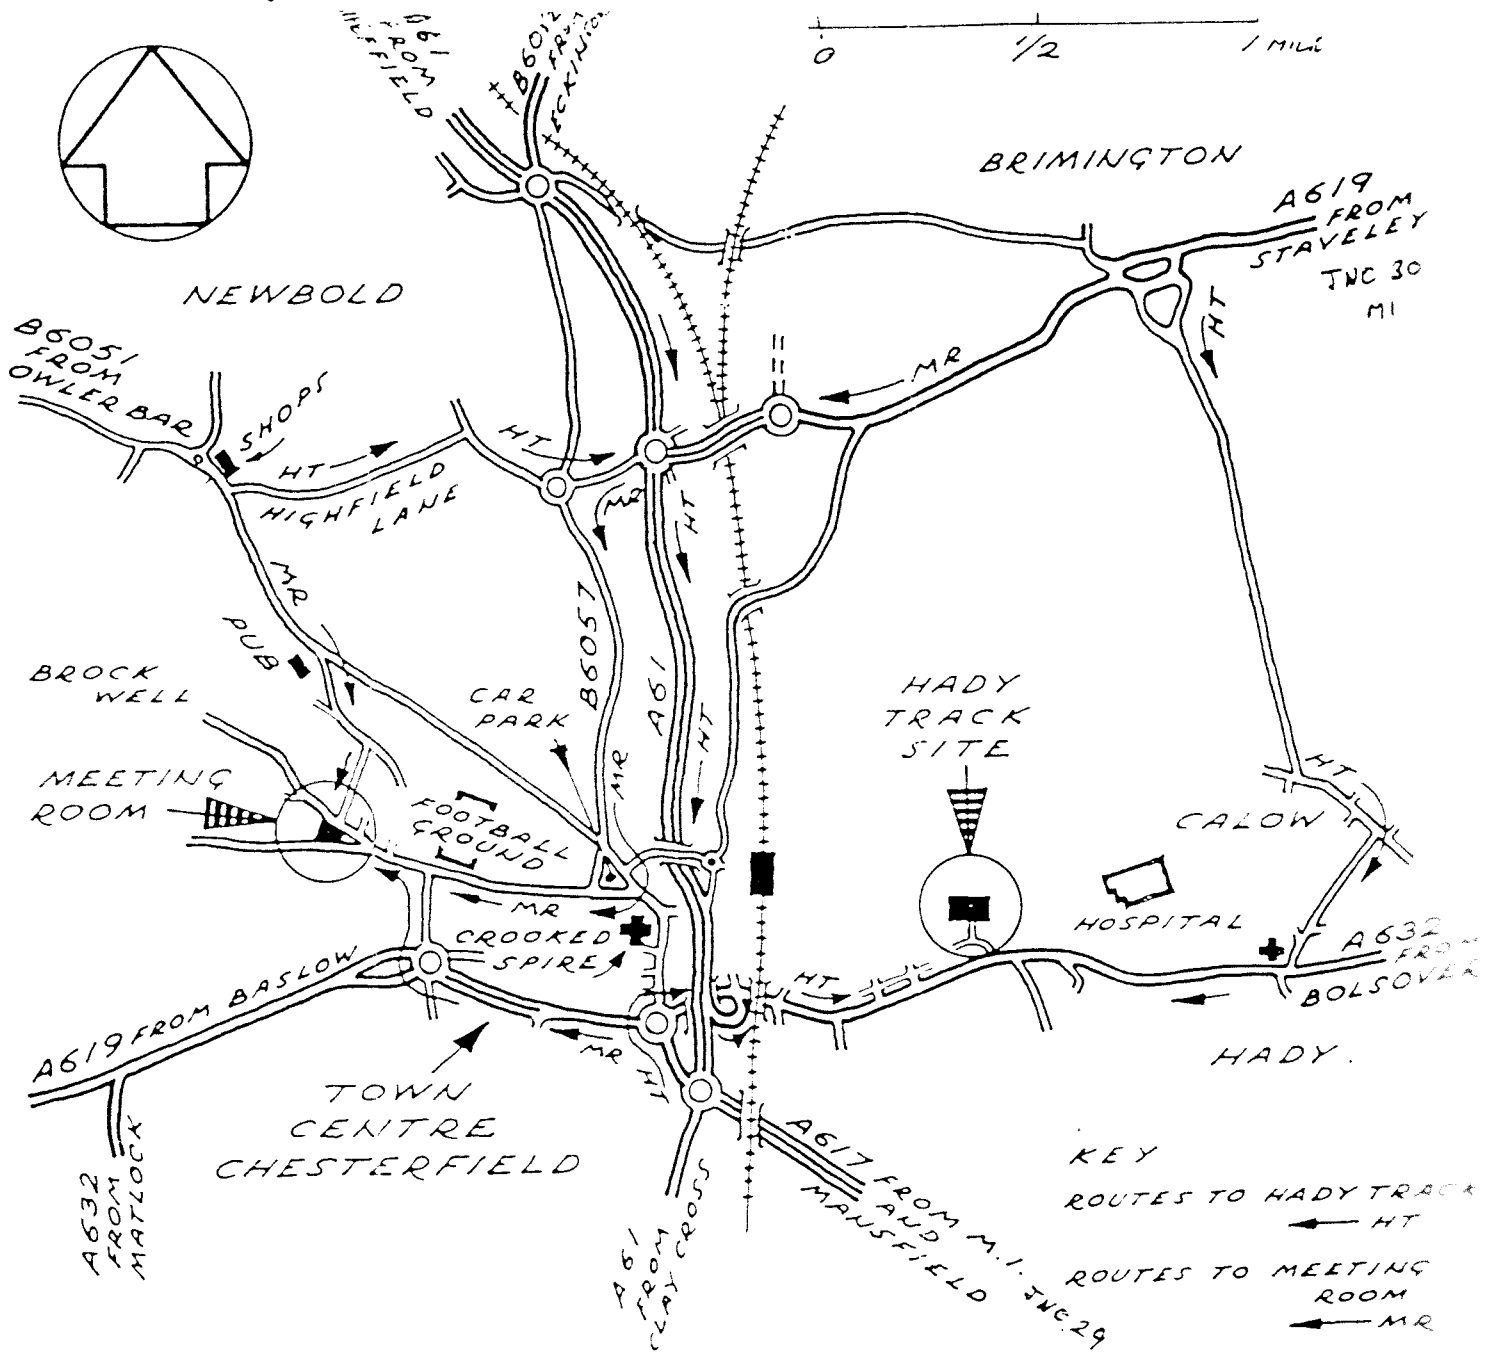 0 1/2 1 MILE
A61
FROM
SHEFFIELD
B6052
FROM
BRIMINGTON
A619
FROM
STAVELEY
JNC 30
M1
NEWBOLD
B6051
FROM
OWLER BAR
SHOPS
HT
HIGHFIELD
LANE
HT
MR
HT
MR
HT
MR
PUB
BROCK
WELL
MEETING
ROOM
CAR
PARK
B6057
A61
HT
MR
FOOTBALL
GROUND
HADY
TRACK
SITE
HT
CALOW
HOSPITAL
MR
CROOKED
SPIRE
A632
FROM
BOLSOVER
HT
HADY.
A619 FROM BASLOW
MR
HT
TOWN
CENTRE
CHESTERFIELD
A632
FROM
MATLOCK
A61
FROM
CLAY CROSS
A617 FROM M.1. JNC.29
AND
MANSFIELD
KEY
ROUTES TO HADY TRACK
HT
ROUTES TO MEETING
ROOM
MR